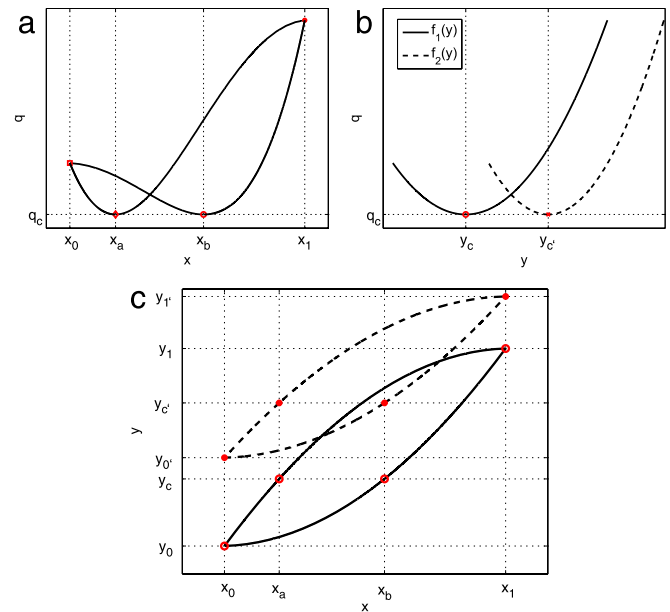 a
q
q_c
x_0 x_a x_b x_1
x
b
f_1(y)
f_2(y)
q
q_c
y_c y_c'
y
c
y_1'
y_1
y_c'
y_0'
y_c
y_0
y
x_0 x_a x_b x_1
x